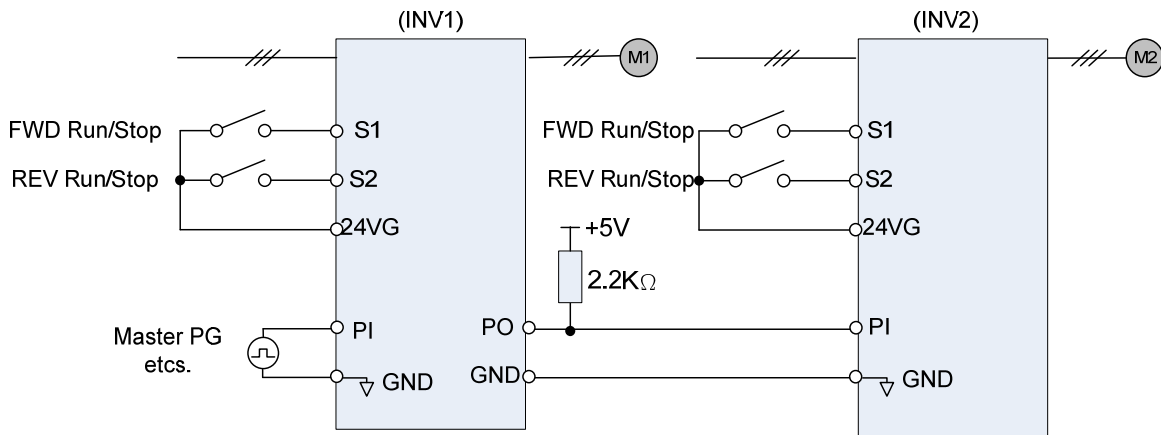 (INV1)
(INV2)
M1
M2
FWD Run/Stop
S1
FWD Run/Stop
S1
REV Run/Stop
S2
REV Run/Stop
S2
24VG
+5V
24VG
2.2KΩ
Master PG
etcs.
PI
PO
PI
GND
GND
GND